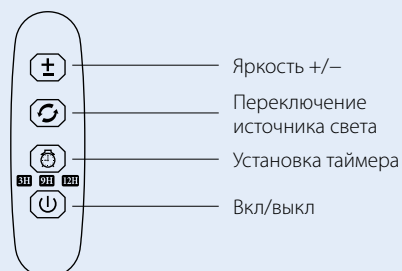 Яркость +/−
Переключение
источника света
Установка таймера
3H 9H 12H
Вкл/выкл